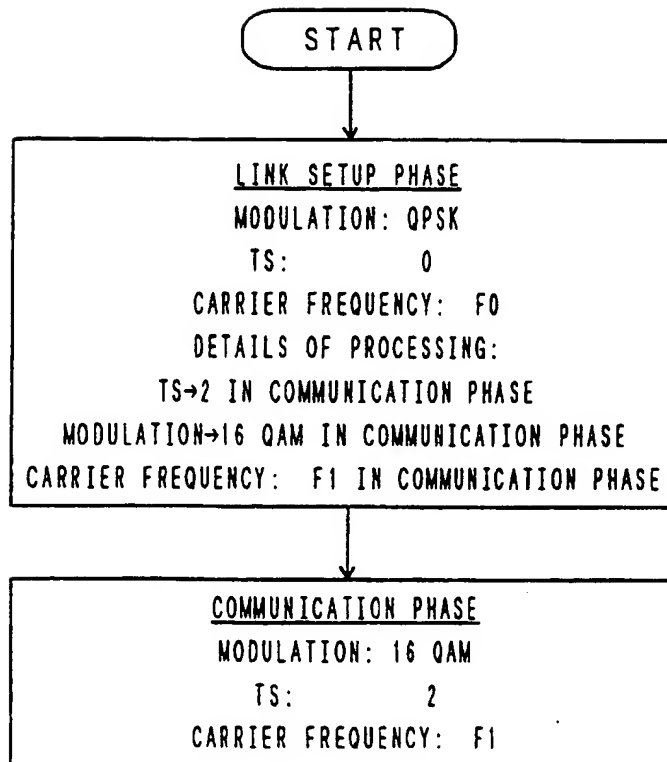 START
LINK SETUP PHASE
MODULATION: QPSK
TS: 0
CARRIER FREQUENCY: F0
DETAILS OF PROCESSING:
TS→2 IN COMMUNICATION PHASE
MODULATION→16 QAM IN COMMUNICATION PHASE
CARRIER FREQUENCY: F1 IN COMMUNICATION PHASE
COMMUNICATION PHASE
MODULATION: 16 QAM
TS: 2
CARRIER FREQUENCY: F1